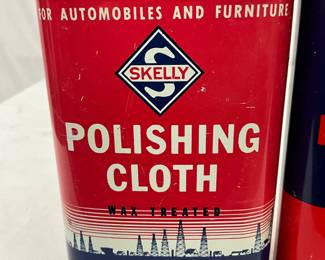 FOR AUTOMOBILES AND FURNITURE
S
SKELLY
POLISHING
CLOTH
WAX TREATED